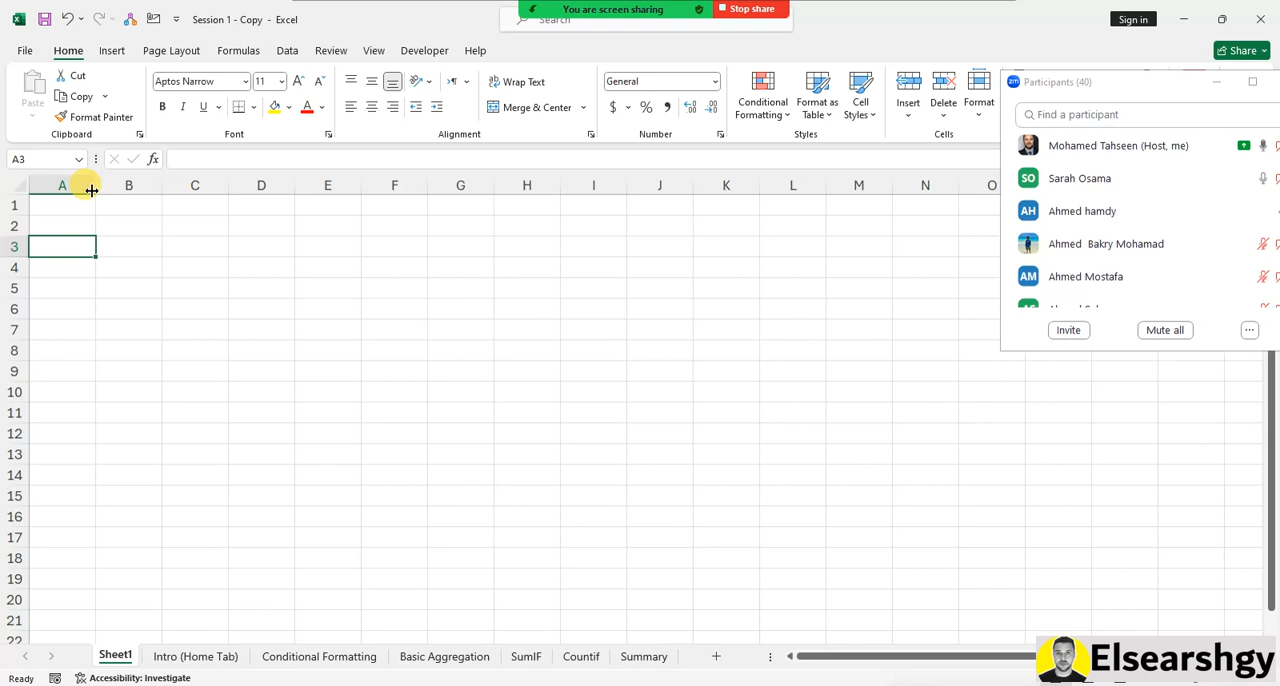 Session 1 - Copy - Excel
Search
You are screen sharing
Stop share
Sign in
File
Home
Insert
Page Layout
Formulas
Data
Review
View
Developer
Help
Share
Paste
Cut
Copy
Format Painter
Clipboard
Aptos Narrow
11
B
I
U
Font
Wrap Text
Merge & Center
Alignment
General
$
%
Number
Conditional
Formatting
Format as
Table
Cell
Styles
Styles
Insert
Delete
Format
Cells
zm Participants (40)
Find a participant
Mohamed Tahseen (Host, me)
SO Sarah Osama
AH Ahmed hamdy
Ahmed Bakry Mohamad
AM Ahmed Mostafa
Invite
Mute all
...
A3
fx
A B C D E F G H I J K L M N O
1
2
3
4
5
6
7
8
9
10
11
12
13
14
15
16
17
18
19
20
21
22
Sheet1
Intro (Home Tab)
Conditional Formatting
Basic Aggregation
SumIF
Countif
Summary
Ready
Accessibility: Investigate
Elsearshgy